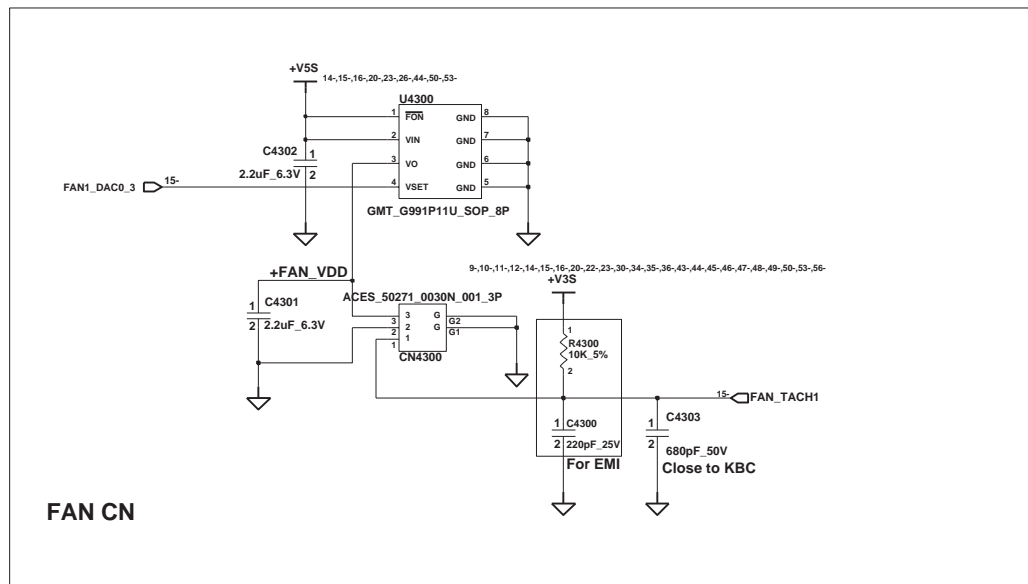 +V5S
14-,15-,16-,20-,23-,26-,44-,50-,53-
U4300
1 FON GND 8
2 VIN GND 7
3 VO GND 6
4 VSET GND 5
GMT_G991P11U_SOP_8P
C4302
1
2
2.2uF_6.3V
FAN1_DAC0_3
15-
+FAN_VDD
C4301
1
2
2.2uF_6.3V
ACES_50271_0030N_001_3P
3 3 G G2
2 2 G G1
1 1
CN4300
9-,10-,11-,12-,14-,15-,16-,20-,22-,23-,30-,34-,35-,36-,43-,44-,45-,46-,47-,48-,49-,50-,53-,56-
+V3S
1
R4300
10K_5%
2
15-
FAN_TACH1
C4300
1
2
220pF_25V
For EMI
C4303
1
2
680pF_50V
Close to KBC
FAN CN